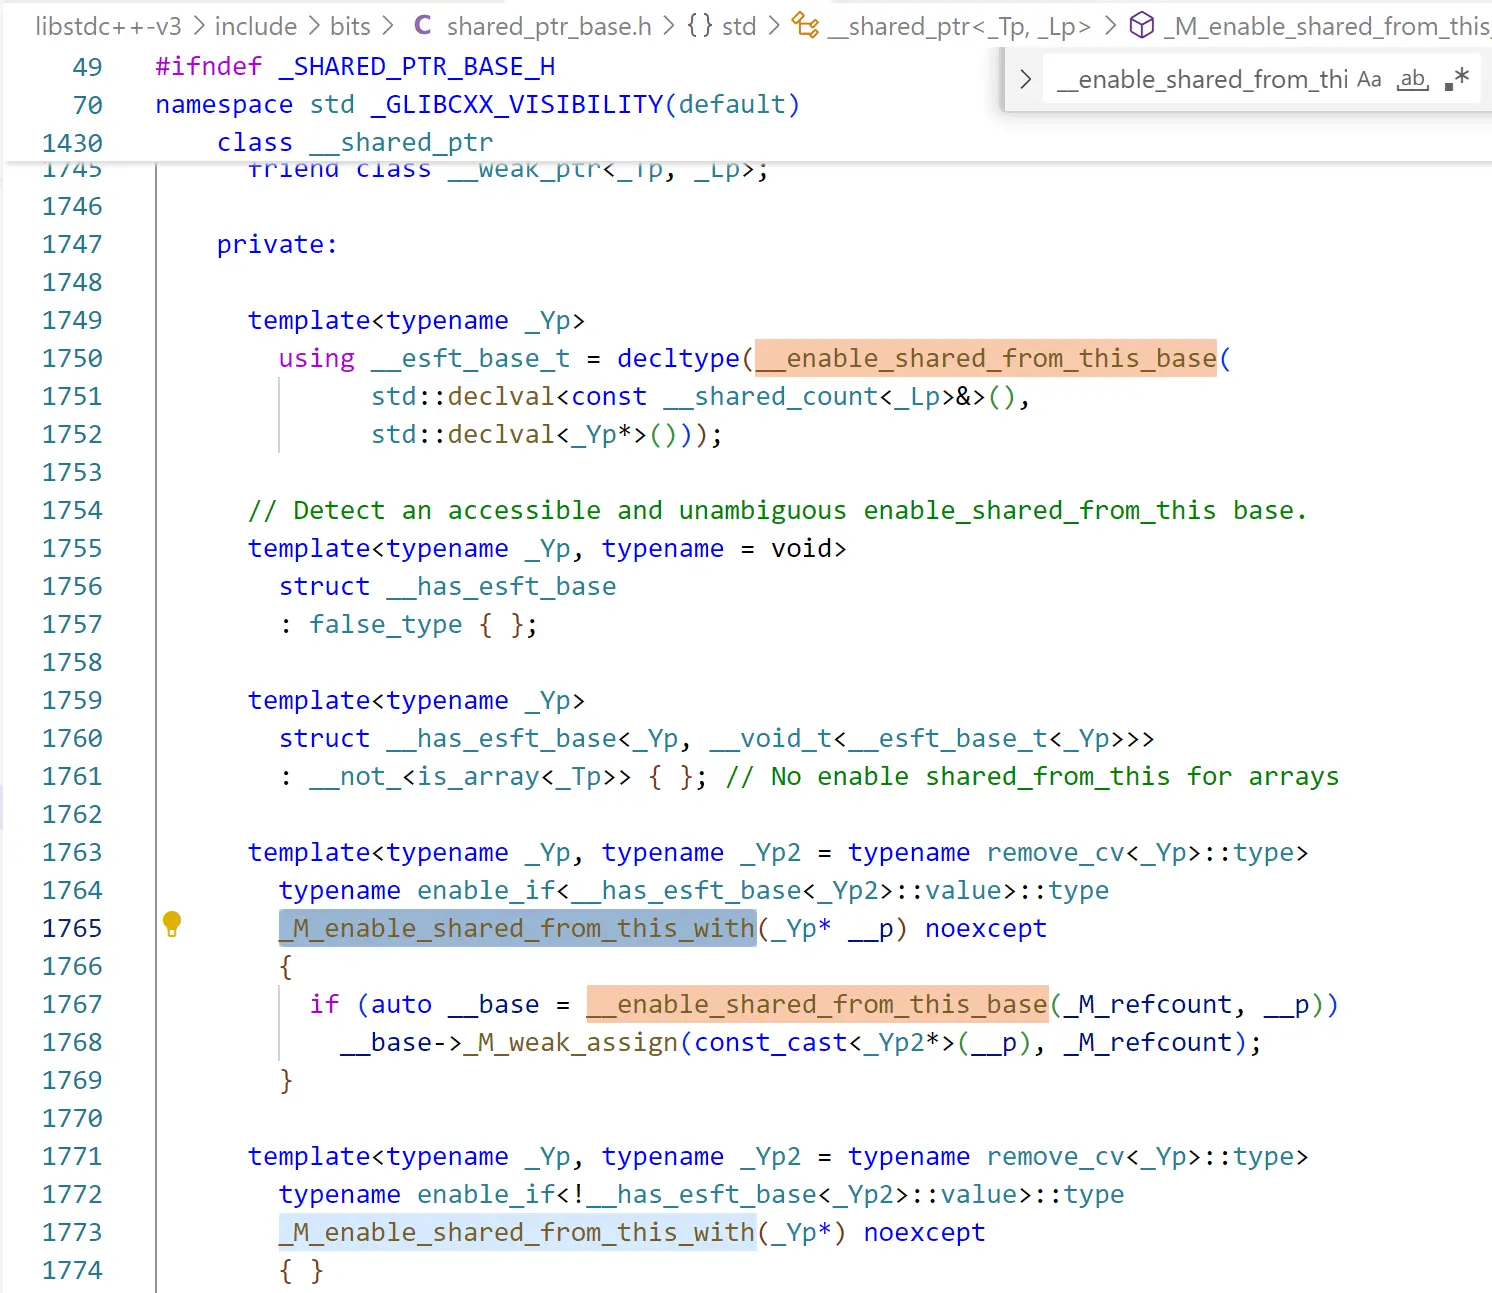 libstdc++-v3 > include > bits > C shared_ptr_base.h > {} std > __shared_ptr<_Tp, _Lp> > _M_enable_shared_from_this_
__enable_shared_from_thi Aa ab .*
49 #ifndef _SHARED_PTR_BASE_H
70 namespace std _GLIBCXX_VISIBILITY(default)
1430 class __shared_ptr
1745 friend class __weak_ptr<_Tp, _Lp>;
1746
1747 private:
1748
1749 template<typename _Yp>
1750 using __esft_base_t = decltype(__enable_shared_from_this_base(
1751 std::declval<const __shared_count<_Lp>&>(),
1752 std::declval<_Yp*>()));
1753
1754 // Detect an accessible and unambiguous enable_shared_from_this base.
1755 template<typename _Yp, typename = void>
1756 struct __has_esft_base
1757 : false_type { };
1758
1759 template<typename _Yp>
1760 struct __has_esft_base<_Yp, __void_t<__esft_base_t<_Yp>>>
1761 : __not_<is_array<_Tp>> { }; // No enable shared_from_this for arrays
1762
1763 template<typename _Yp, typename _Yp2 = typename remove_cv<_Yp>::type>
1764 typename enable_if<__has_esft_base<_Yp2>::value>::type
1765 _M_enable_shared_from_this_with(_Yp* __p) noexcept
1766 {
1767 if (auto __base = __enable_shared_from_this_base(_M_refcount, __p))
1768 __base->_M_weak_assign(const_cast<_Yp2*>(__p), _M_refcount);
1769 }
1770
1771 template<typename _Yp, typename _Yp2 = typename remove_cv<_Yp>::type>
1772 typename enable_if<!__has_esft_base<_Yp2>::value>::type
1773 _M_enable_shared_from_this_with(_Yp*) noexcept
1774 { }